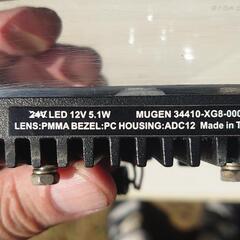 24V LED 12V 5.1W MUGEN 34410-XG8-000
LENS:PMMA BEZEL:PC HOUSING:ADC12 Made in T